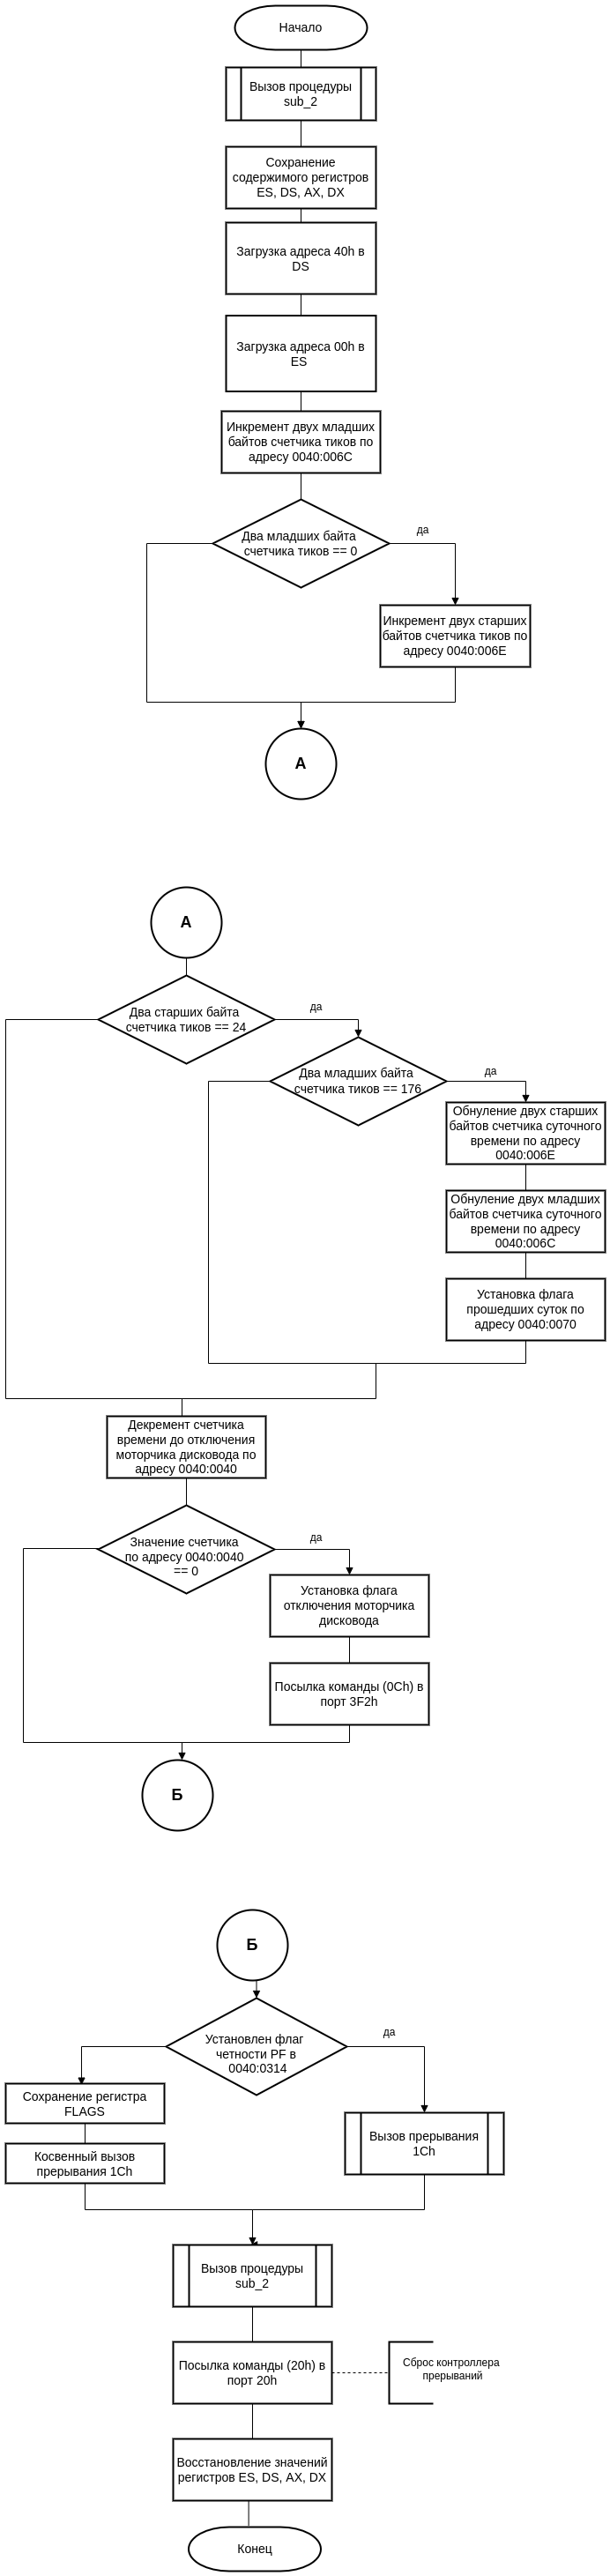 Начало
Вызов процедуры
sub_2
Сохранение
содержимого регистров
ES, DS, AX, DX
Загрузка адреса 40h в
DS
Загрузка адреса 00h в
ES
Инкремент двух младших
байтов счетчика тиков по
адресу 0040:006C
Два младших байта
счетчика тиков == 0
да
Инкремент двух старших
байтов счетчика тиков по
адресу 0040:006E
А
А
Два старших байта
счетчика тиков == 24
да
Два младших байта
счетчика тиков == 176
да
Обнуление двух старших
байтов счетчика суточного
времени по адресу
0040:006E
Обнуление двух младших
байтов счетчика суточного
времени по адресу
0040:006C
Установка флага
прошедших суток по
адресу 0040:0070
Декремент счетчика
времени до отключения
моторчика дисковода по
адресу 0040:0040
Значение счетчика
по адресу 0040:0040
== 0
да
Установка флага
отключения моторчика
дисковода
Посылка команды (0Ch) в
порт 3F2h
Б
Б
Установлен флаг
четности PF в
0040:0314
да
Сохранение регистра
FLAGS
Косвенный вызов
прерывания 1Ch
Вызов прерывания
1Ch
Вызов процедуры
sub_2
Посылка команды (20h) в
порт 20h
Сброс контроллера
прерываний
Восстановление значений
регистров ES, DS, AX, DX
Конец